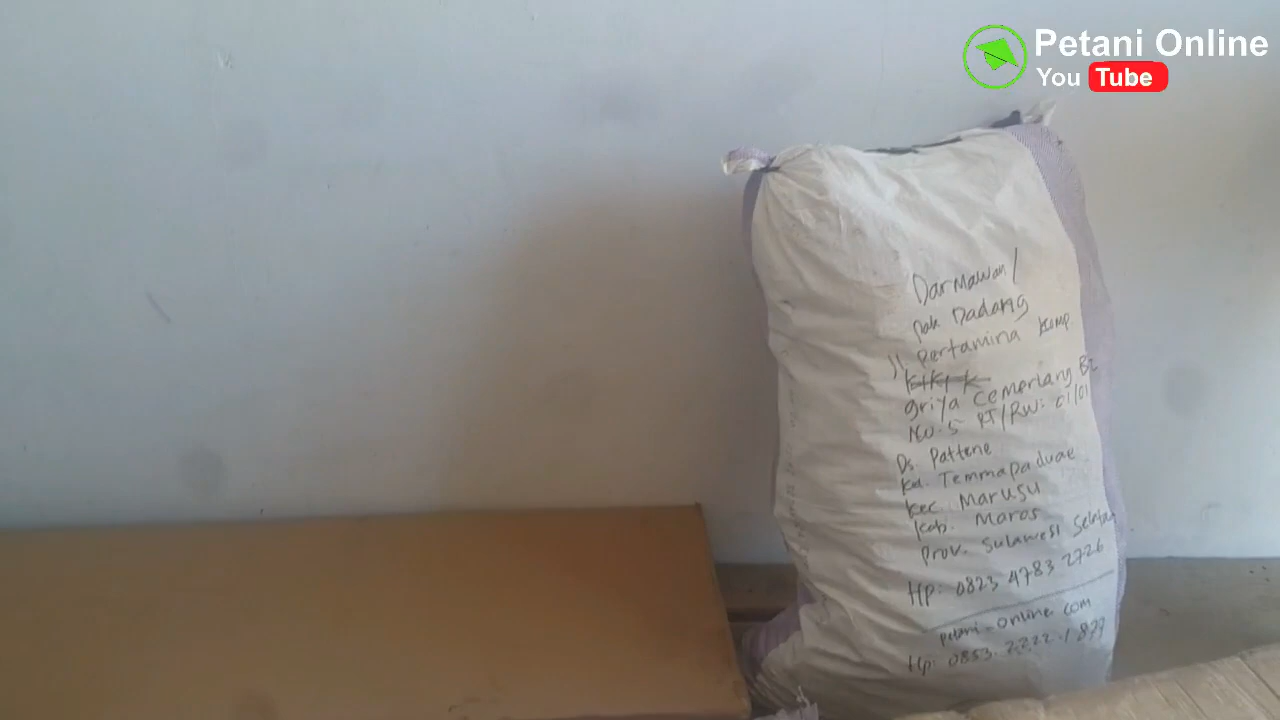 Petani Online
You Tube
Darmawan/
pak Dadang
Jl. Pertamina Komp.
griya Cemerlang B2
No. 5 RT/RW: 01/01
Ds. Pattene
Kel. Temmapaduae
Kec. Marusu
Kab. Maros
Prov. Sulawesi Selatan
Hp: 0823 4783 2726
petani-online.com
Hp: 0853.2222.1